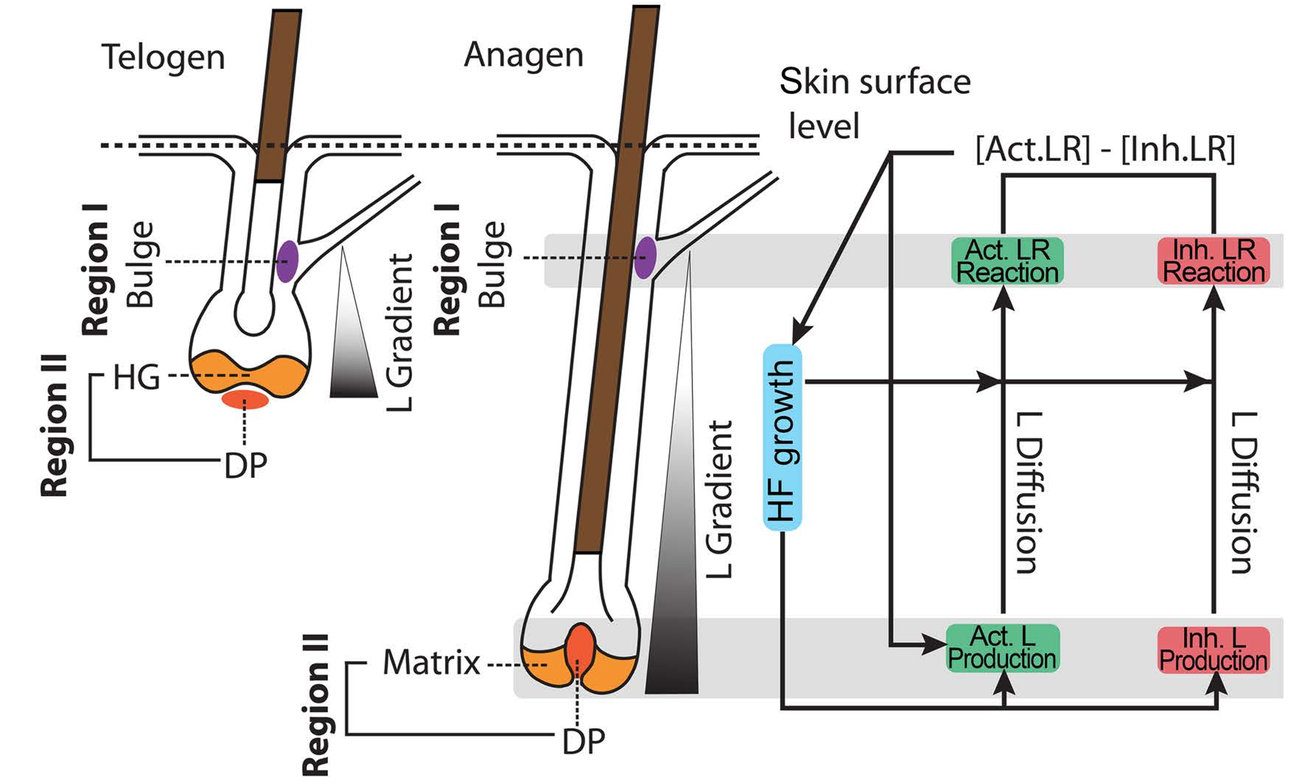 Telogen
Anagen
Skin surface
level
[Act.LR] - [Inh.LR]
Region I
Bulge
L Gradient
Region I
Bulge
Act. LR
Reaction
Inh. LR
Reaction
Region II
HG
DP
HF growth
L Gradient
L Diffusion
L Diffusion
Region II
Matrix
DP
Act. L
Production
Inh. L
Production